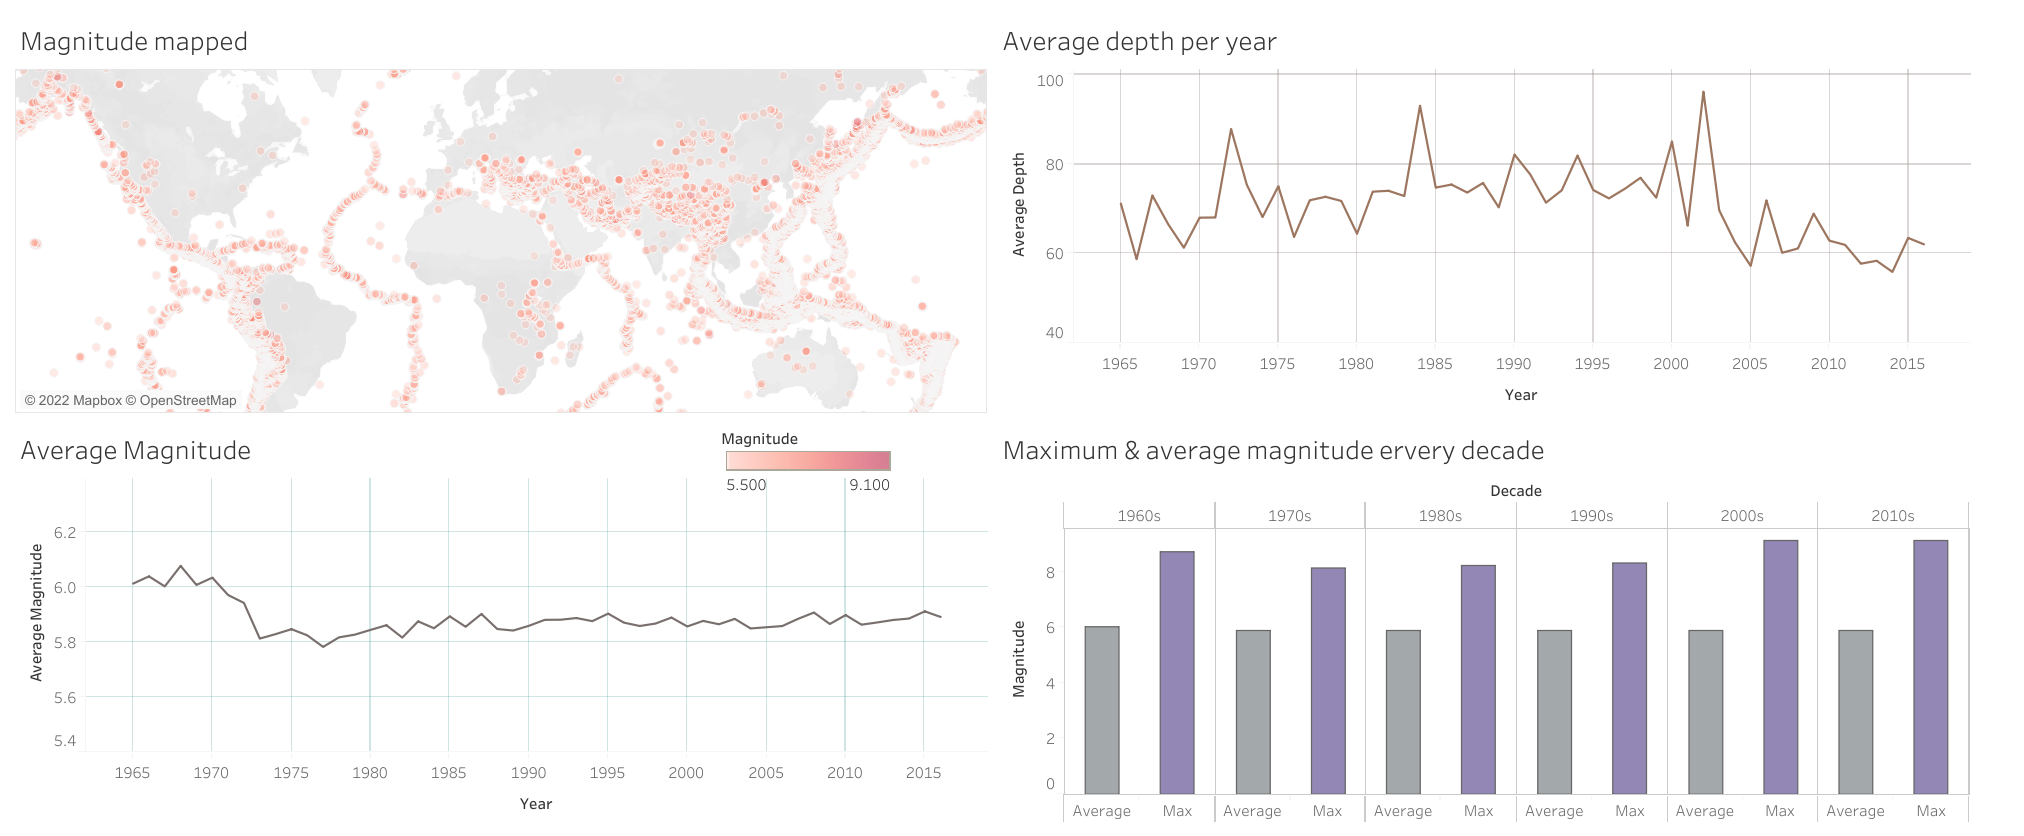 Magnitude mapped
© 2022 Mapbox © OpenStreetMap
Average depth per year
100
80
60
40
Average Depth
1965 1970 1975 1980 1985 1990 1995 2000 2005 2010 2015
Year
Average Magnitude
Magnitude
5.500 9.100
6.2
6.0
5.8
5.6
5.4
Average Magnitude
1965 1970 1975 1980 1985 1990 1995 2000 2005 2010 2015
Year
Maximum & average magnitude ervery decade
Decade
1960s 1970s 1980s 1990s 2000s 2010s
8
6
4
2
0
Magnitude
Average Max Average Max Average Max Average Max Average Max Average Max